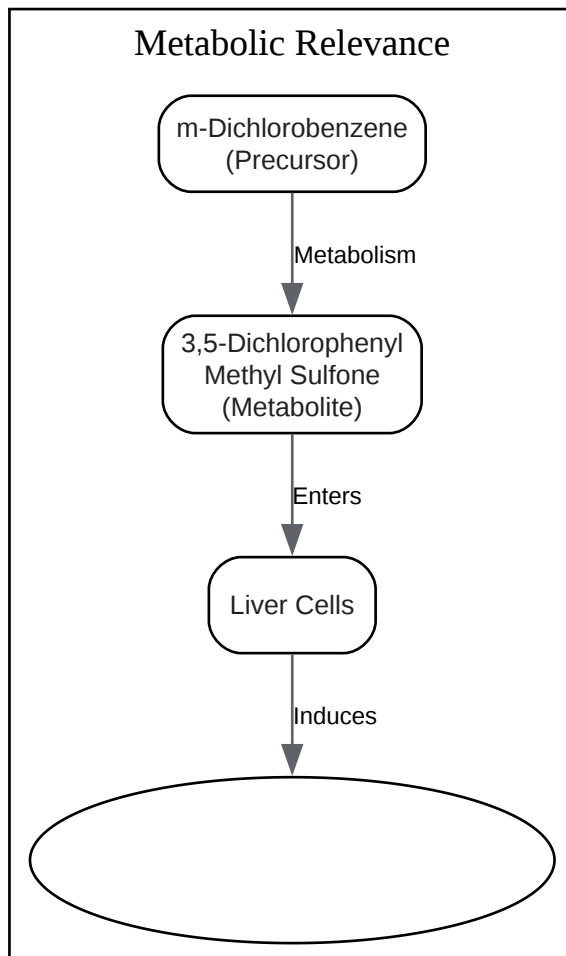 Metabolic Relevance
m-Dichlorobenzene
(Precursor)
Metabolism
3,5-Dichlorophenyl
Methyl Sulfone
(Metabolite)
Enters
Liver Cells
Induces